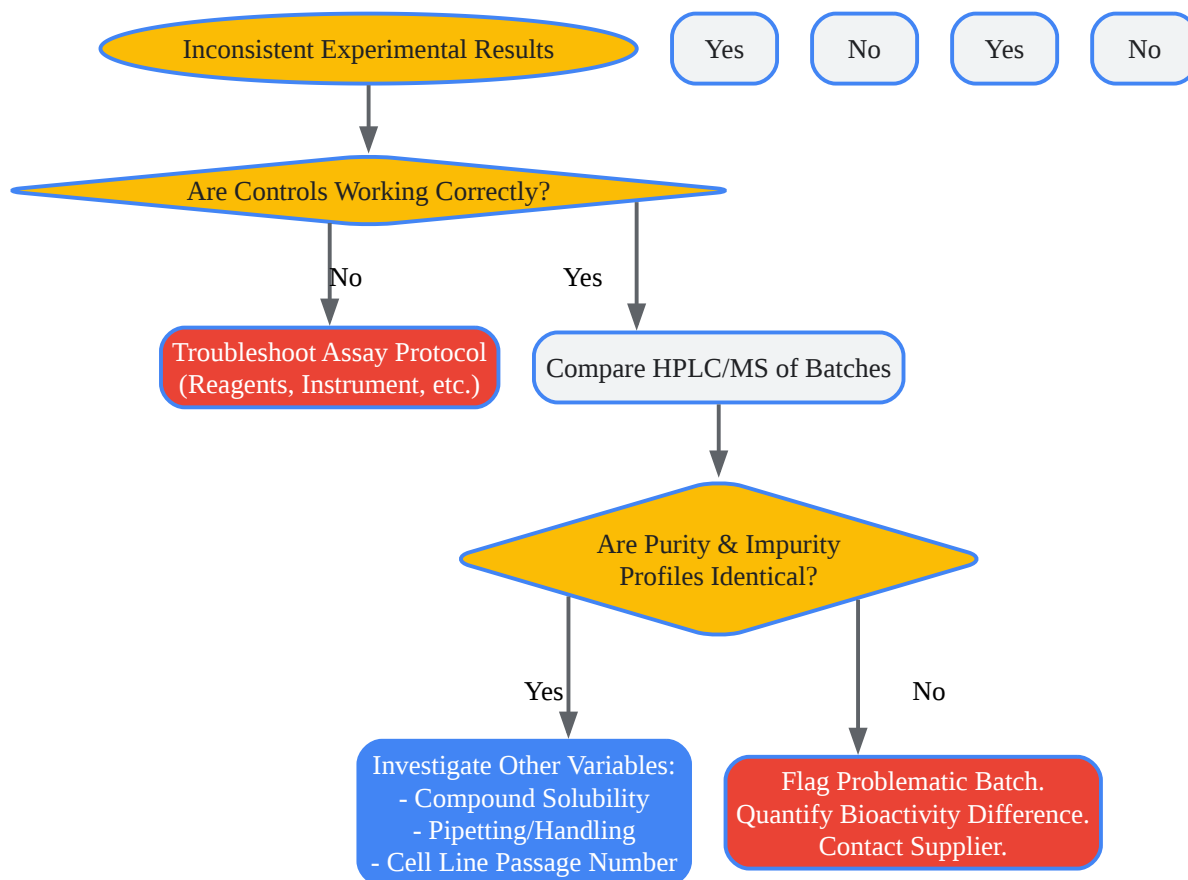 Inconsistent Experimental Results
Yes
No
Yes
No
Are Controls Working Correctly?
No
Yes
Troubleshoot Assay Protocol
(Reagents, Instrument, etc.)
Compare HPLC/MS of Batches
Are Purity & Impurity
Profiles Identical?
Yes
No
Investigate Other Variables:
- Compound Solubility
- Pipetting/Handling
- Cell Line Passage Number
Flag Problematic Batch.
Quantify Bioactivity Difference.
Contact Supplier.